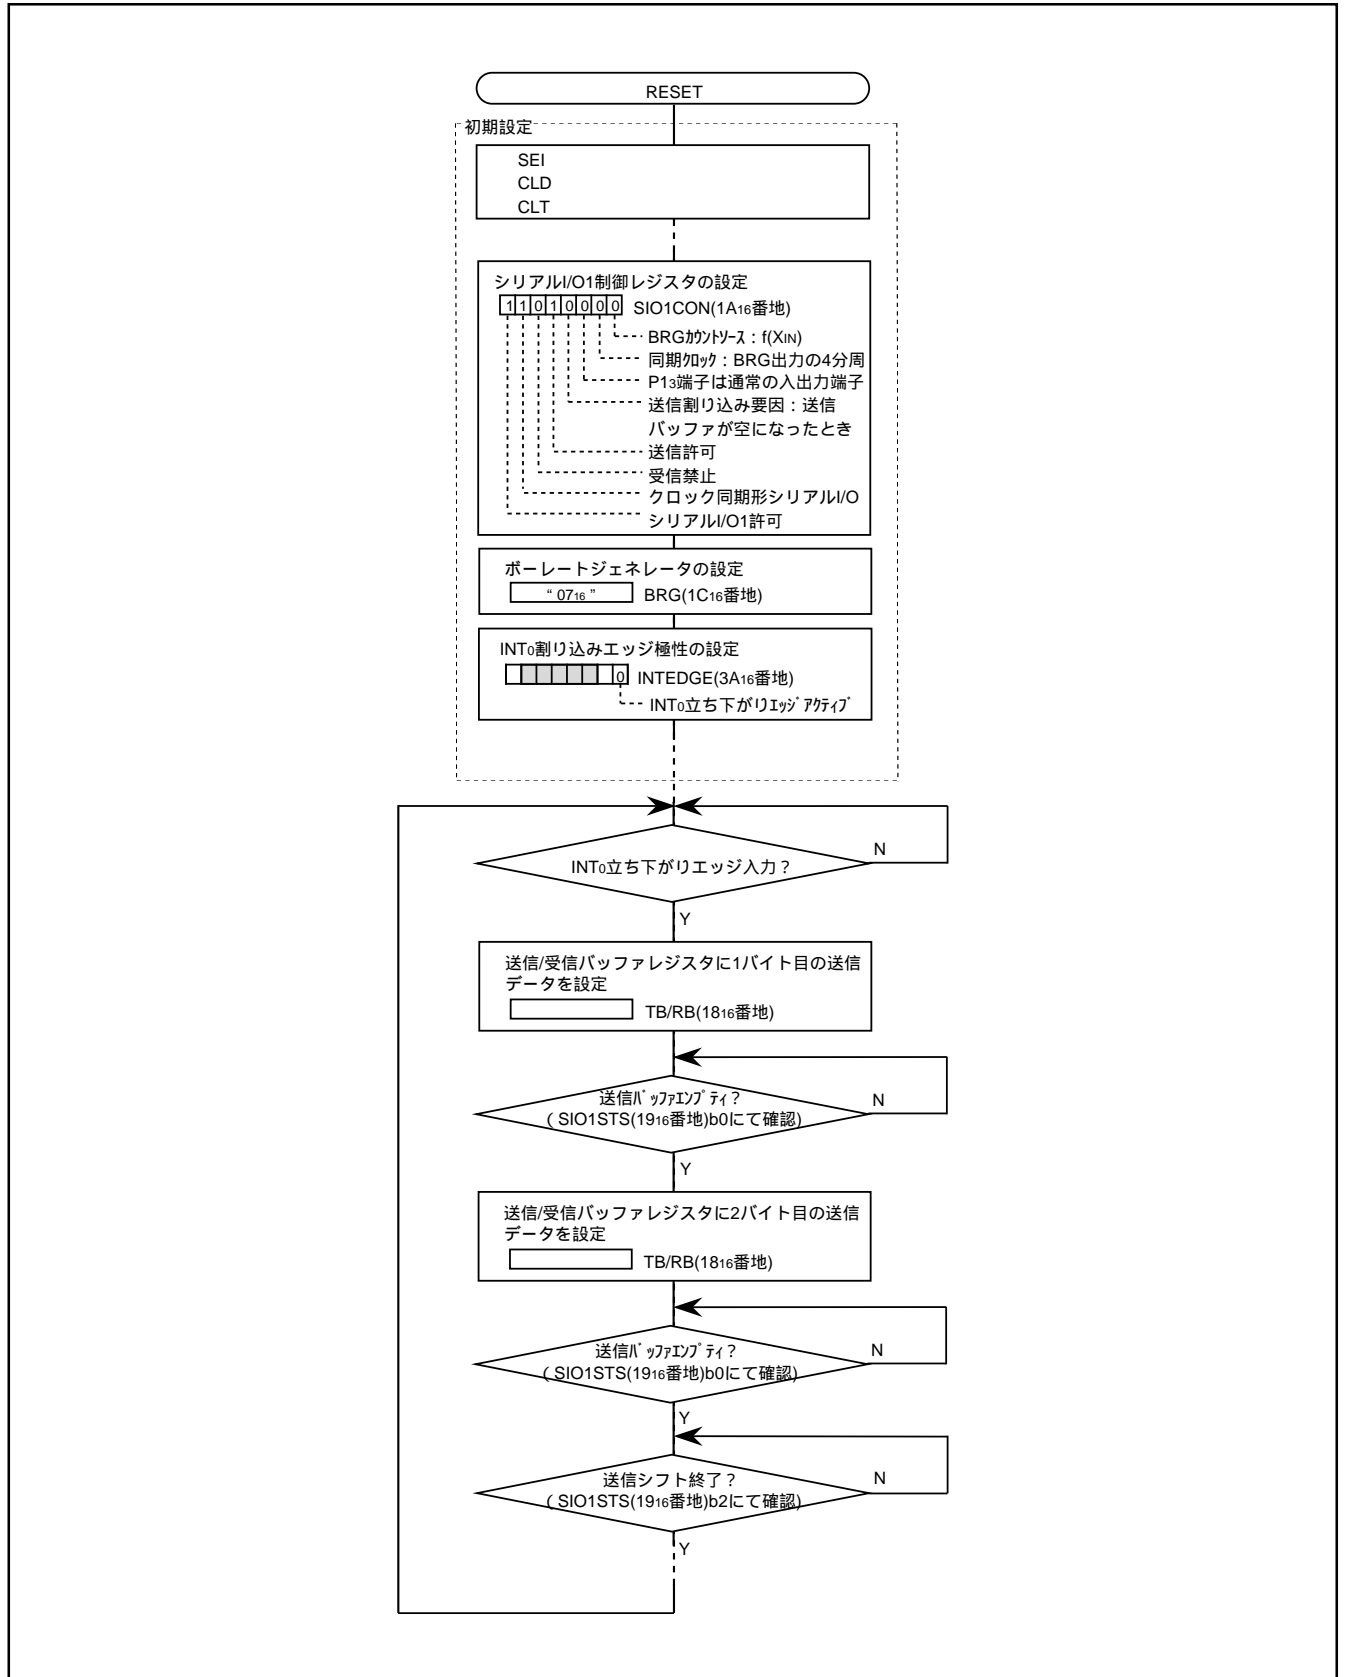 RESET
初期設定
SEI
CLD
CLT
シリアルI/O1制御レジスタの設定
1 1 0 1 0 0 0 0 SIO1CON(1A16番地)
BRGｶｳﾝﾄｿｰｽ：f(XIN)
同期ｸﾛｯｸ：BRG出力の4分周
P13端子は通常の入出力端子
送信割り込み要因：送信
バッファが空になったとき
送信許可
受信禁止
クロック同期形シリアルI/O
シリアルI/O1許可
ボーレートジェネレータの設定
“ 0716 ” BRG(1C16番地)
INT0割り込みエッジ極性の設定
0 INTEDGE(3A16番地)
INT0立ち下がりｴｯｼﾞｱｸﾃｨﾌﾞ
INT0立ち下がりエッジ入力？
N
Y
送信/受信バッファレジスタに1バイト目の送信
データを設定
TB/RB(1816番地)
送信ﾊﾞｯﾌｧｴﾝﾌﾟﾃｨ？
N
( SIO1STS(1916番地)b0にて確認)
Y
送信/受信バッファレジスタに2バイト目の送信
データを設定
TB/RB(1816番地)
送信ﾊﾞｯﾌｧｴﾝﾌﾟﾃｨ？
N
( SIO1STS(1916番地)b0にて確認)
Y
送信シフト終了？
N
( SIO1STS(1916番地)b2にて確認)
Y